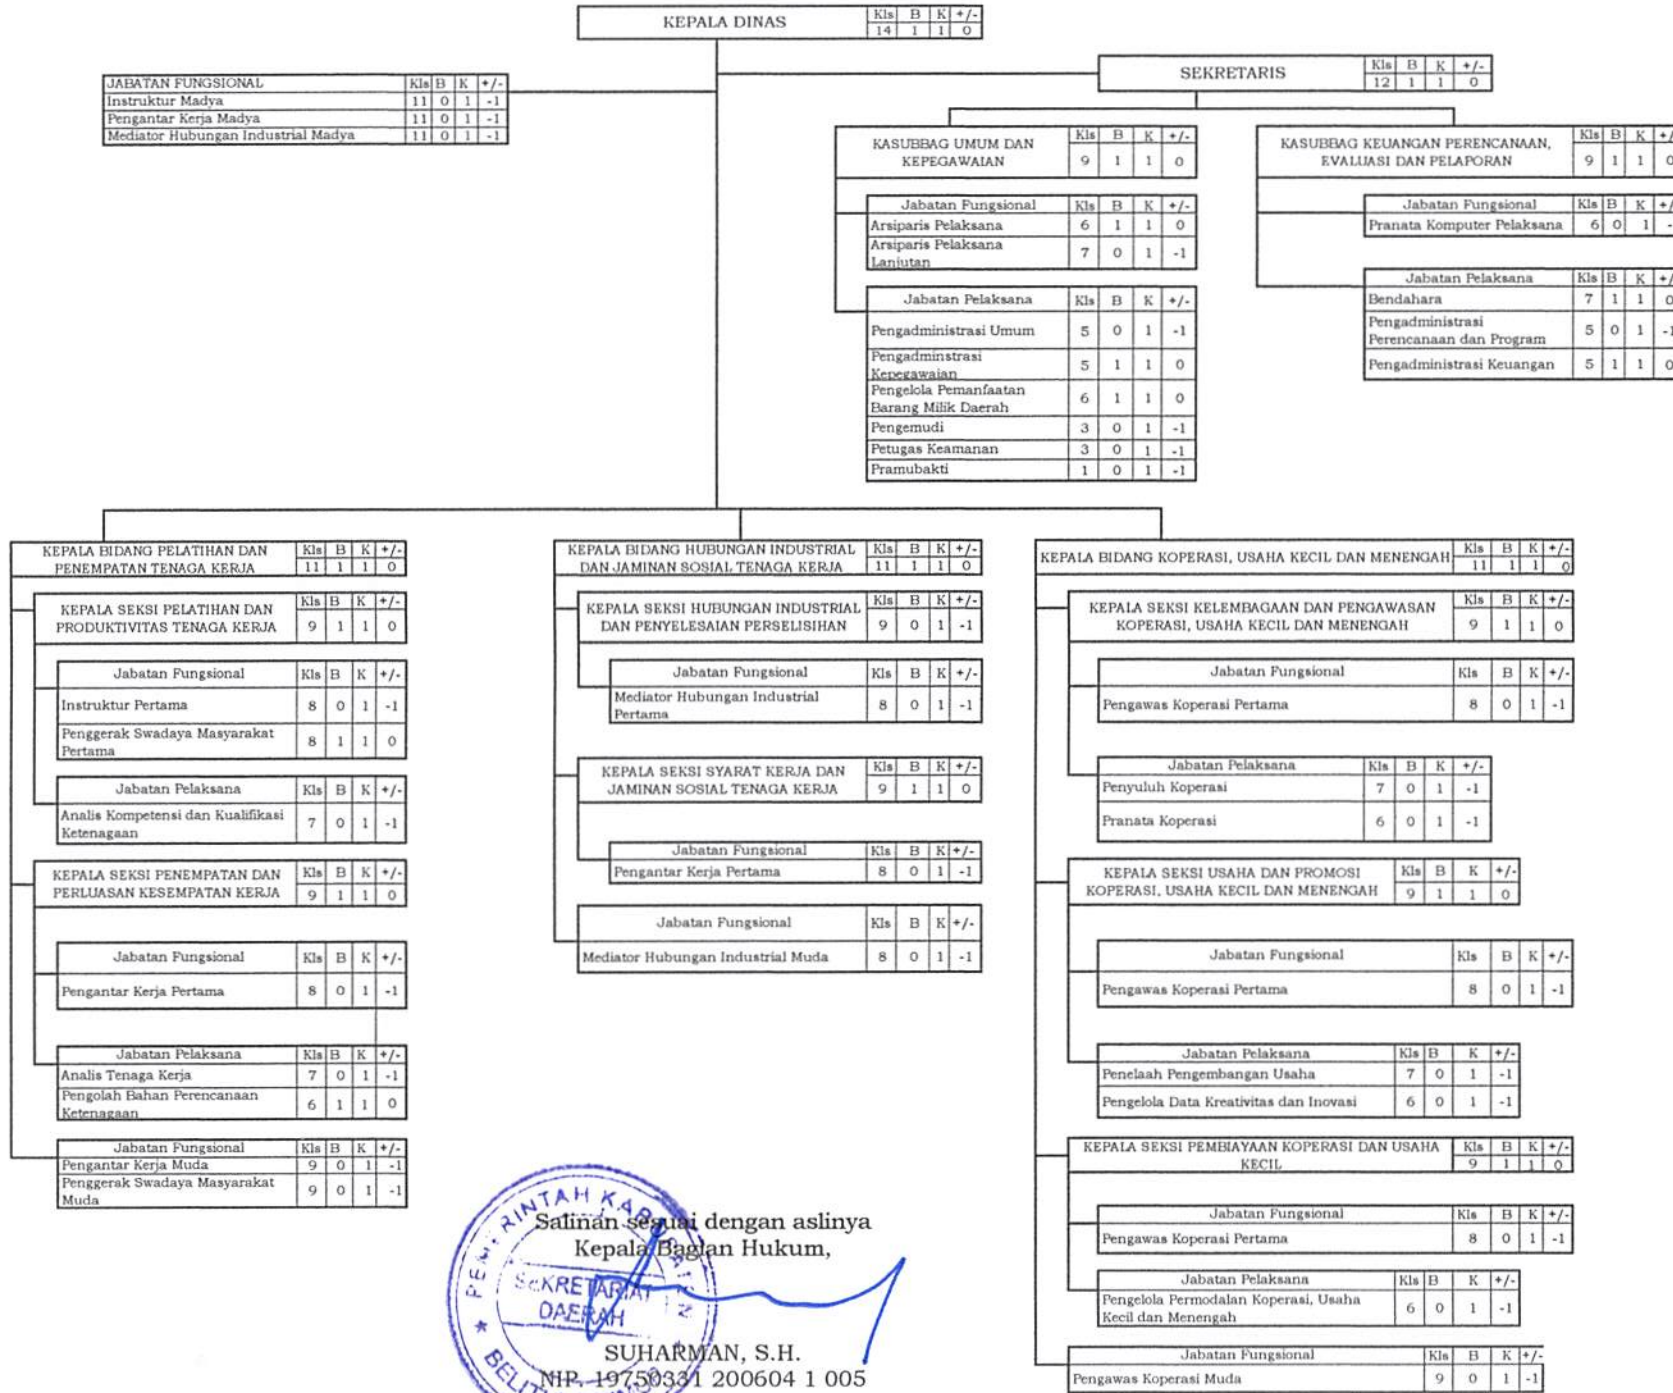 KEPALA DINAS Kls B K +/-
14 1 1 0
SEKRETARIS Kls B K +/-
12 1 1 0
JABATAN FUNGSIONAL Kls B K +/-
Instruktur Madya 11 0 1 -1
Pengantar Kerja Madya 11 0 1 -1
Mediator Hubungan Industrial Madya 11 0 1 -1
KASUBBAG UMUM DAN KEPEGAWAIAN Kls B K +/-
9 1 1 0
Jabatan Fungsional Kls B K +/-
Arsiparis Pelaksana 6 1 1 0
Arsiparis Pelaksana
Lanjutan 7 0 1 -1
Jabatan Pelaksana Kls B K +/-
Pengadministrasi Umum 5 0 1 -1
Pengadminstrasi
Kepegawaian 5 1 1 0
Pengelola Pemanfaatan
Barang Milik Daerah 6 1 1 0
Pengemudi 3 0 1 -1
Petugas Keamanan 3 0 1 -1
Pramubakti 1 0 1 -1
KASUBBAG KEUANGAN PERENCANAAN,
EVALUASI DAN PELAPORAN Kls B K
9 1 1 0
Jabatan Fungsional Kls B K
Pranata Komputer Pelaksana 6 0 1
Jabatan Pelaksana Kls B K
Bendahara 7 1 1 0
Pengadministrasi
Perencanaan dan Program 5 0 1 -1
Pengadministrasi Keuangan 5 1 1 0
KEPALA BIDANG PELATIHAN DAN
PENEMPATAN TENAGA KERJA Kls B K +/-
11 1 1 0
KEPALA SEKSI PELATIHAN DAN
PRODUKTIVITAS TENAGA KERJA Kls B K +/-
9 1 1 0
Jabatan Fungsional Kls B K +/-
Instruktur Pertama 8 0 1 -1
Penggerak Swadaya Masyarakat
Pertama 8 1 1 0
Jabatan Pelaksana Kls B K +/-
Analis Kompetensi dan Kualifikasi
Ketenagaan 7 0 1 -1
KEPALA SEKSI PENEMPATAN DAN
PERLUASAN KESEMPATAN KERJA Kls B K +/-
9 1 1 0
Jabatan Fungsional Kls B K +/-
Pengantar Kerja Pertama 8 0 1 -1
Jabatan Pelaksana Kls B K +/-
Analis Tenaga Kerja 7 0 1 -1
Pengolah Bahan Perencanaan
Ketenagaan 6 1 1 0
Jabatan Fungsional Kls B K +/-
Pengantar Kerja Muda 9 0 1 -1
Penggerak Swadaya Masyarakat
Muda 9 0 1 -1
KEPALA BIDANG HUBUNGAN INDUSTRIAL
DAN JAMINAN SOSIAL TENAGA KERJA Kls B K +/-
11 1 1 0
KEPALA SEKSI HUBUNGAN INDUSTRIAL
DAN PENYELESAIAN PERSELISIHAN Kls B K +/-
9 0 1 -1
Jabatan Fungsional Kls B K +/-
Mediator Hubungan Industrial
Pertama 8 0 1 -1
KEPALA SEKSI SYARAT KERJA DAN
JAMINAN SOSIAL TENAGA KERJA Kls B K +/-
9 1 1 0
Jabatan Fungsional Kls B K +/-
Pengantar Kerja Pertama 8 0 1 -1
Jabatan Fungsional Kls B K +/-
Mediator Hubungan Industrial Muda 8 0 1 -1
KEPALA BIDANG KOPERASI, USAHA KECIL DAN MENENGAH Kls B K +/-
11 1 1 0
KEPALA SEKSI KELEMBAGAAN DAN PENGAWASAN
KOPERASI, USAHA KECIL DAN MENENGAH Kls B K +/-
9 1 1 0
Jabatan Fungsional Kls B K +/-
Pengawas Koperasi Pertama 8 0 1 -1
Jabatan Pelaksana Kls B K +/-
Penyuluh Koperasi 7 0 1 -1
Pranata Koperasi 6 0 1 -1
KEPALA SEKSI USAHA DAN PROMOSI
KOPERASI, USAHA KECIL DAN MENENGAH Kls B K +/-
9 1 1 0
Jabatan Fungsional Kls B K +/-
Pengawas Koperasi Pertama 8 0 1 -1
Jabatan Pelaksana Kls B K +/-
Penelaah Pengembangan Usaha 7 0 1 -1
Pengelola Data Kreativitas dan Inovasi 6 0 1 -1
KEPALA SEKSI PEMBIAYAAN KOPERASI DAN USAHA
KECIL Kls B K +/-
9 1 1 0
Jabatan Fungsional Kls B K +/-
Pengawas Koperasi Pertama 8 0 1 -1
Jabatan Pelaksana Kls B K +/-
Pengelola Permodalan Koperasi, Usaha
Kecil dan Menengah 6 0 1 -1
Jabatan Fungsional Kls B K +/-
Pengawas Koperasi Muda 9 0 1 -1
Salinan sesuai dengan aslinya
Kepala Bagian Hukum,
PEMERINTAH KABUPATEN
SEKRETARIAT
DAERAH
SUHARMAN, S.H.
NIP. 19750331 200604 1 005